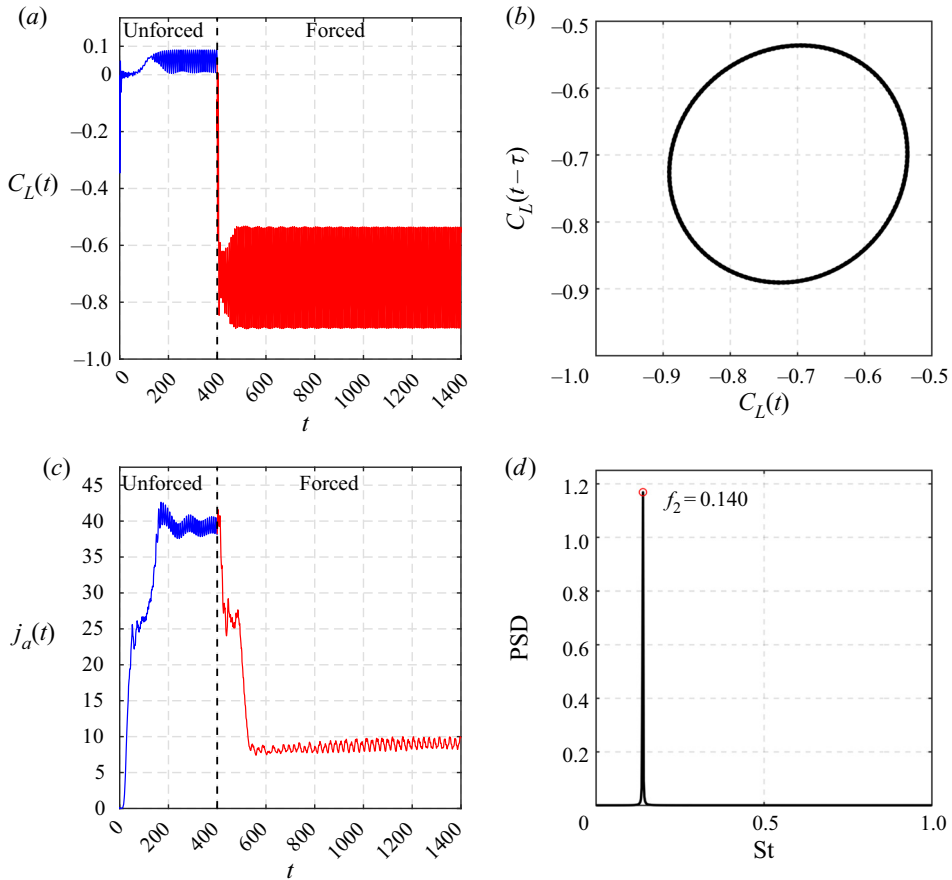 (a)
Unforced
Forced
0.1
0
−0.2
−0.4
−0.6
−0.8
−1.0
C_L(t)
0 200 400 600 800 1000 1200 1400
t
(b)
−0.5
−0.6
−0.7
−0.8
−0.9
C_L(t − τ)
−1.0 −0.9 −0.8 −0.7 −0.6 −0.5
C_L(t)
(c)
Unforced
Forced
45
40
35
30
25
20
15
10
5
0
j_a(t)
0 200 400 600 800 1000 1200 1400
t
(d)
1.2
1.0
0.8
0.6
0.4
0.2
PSD
f_2 = 0.140
0 0.5 1.0
St